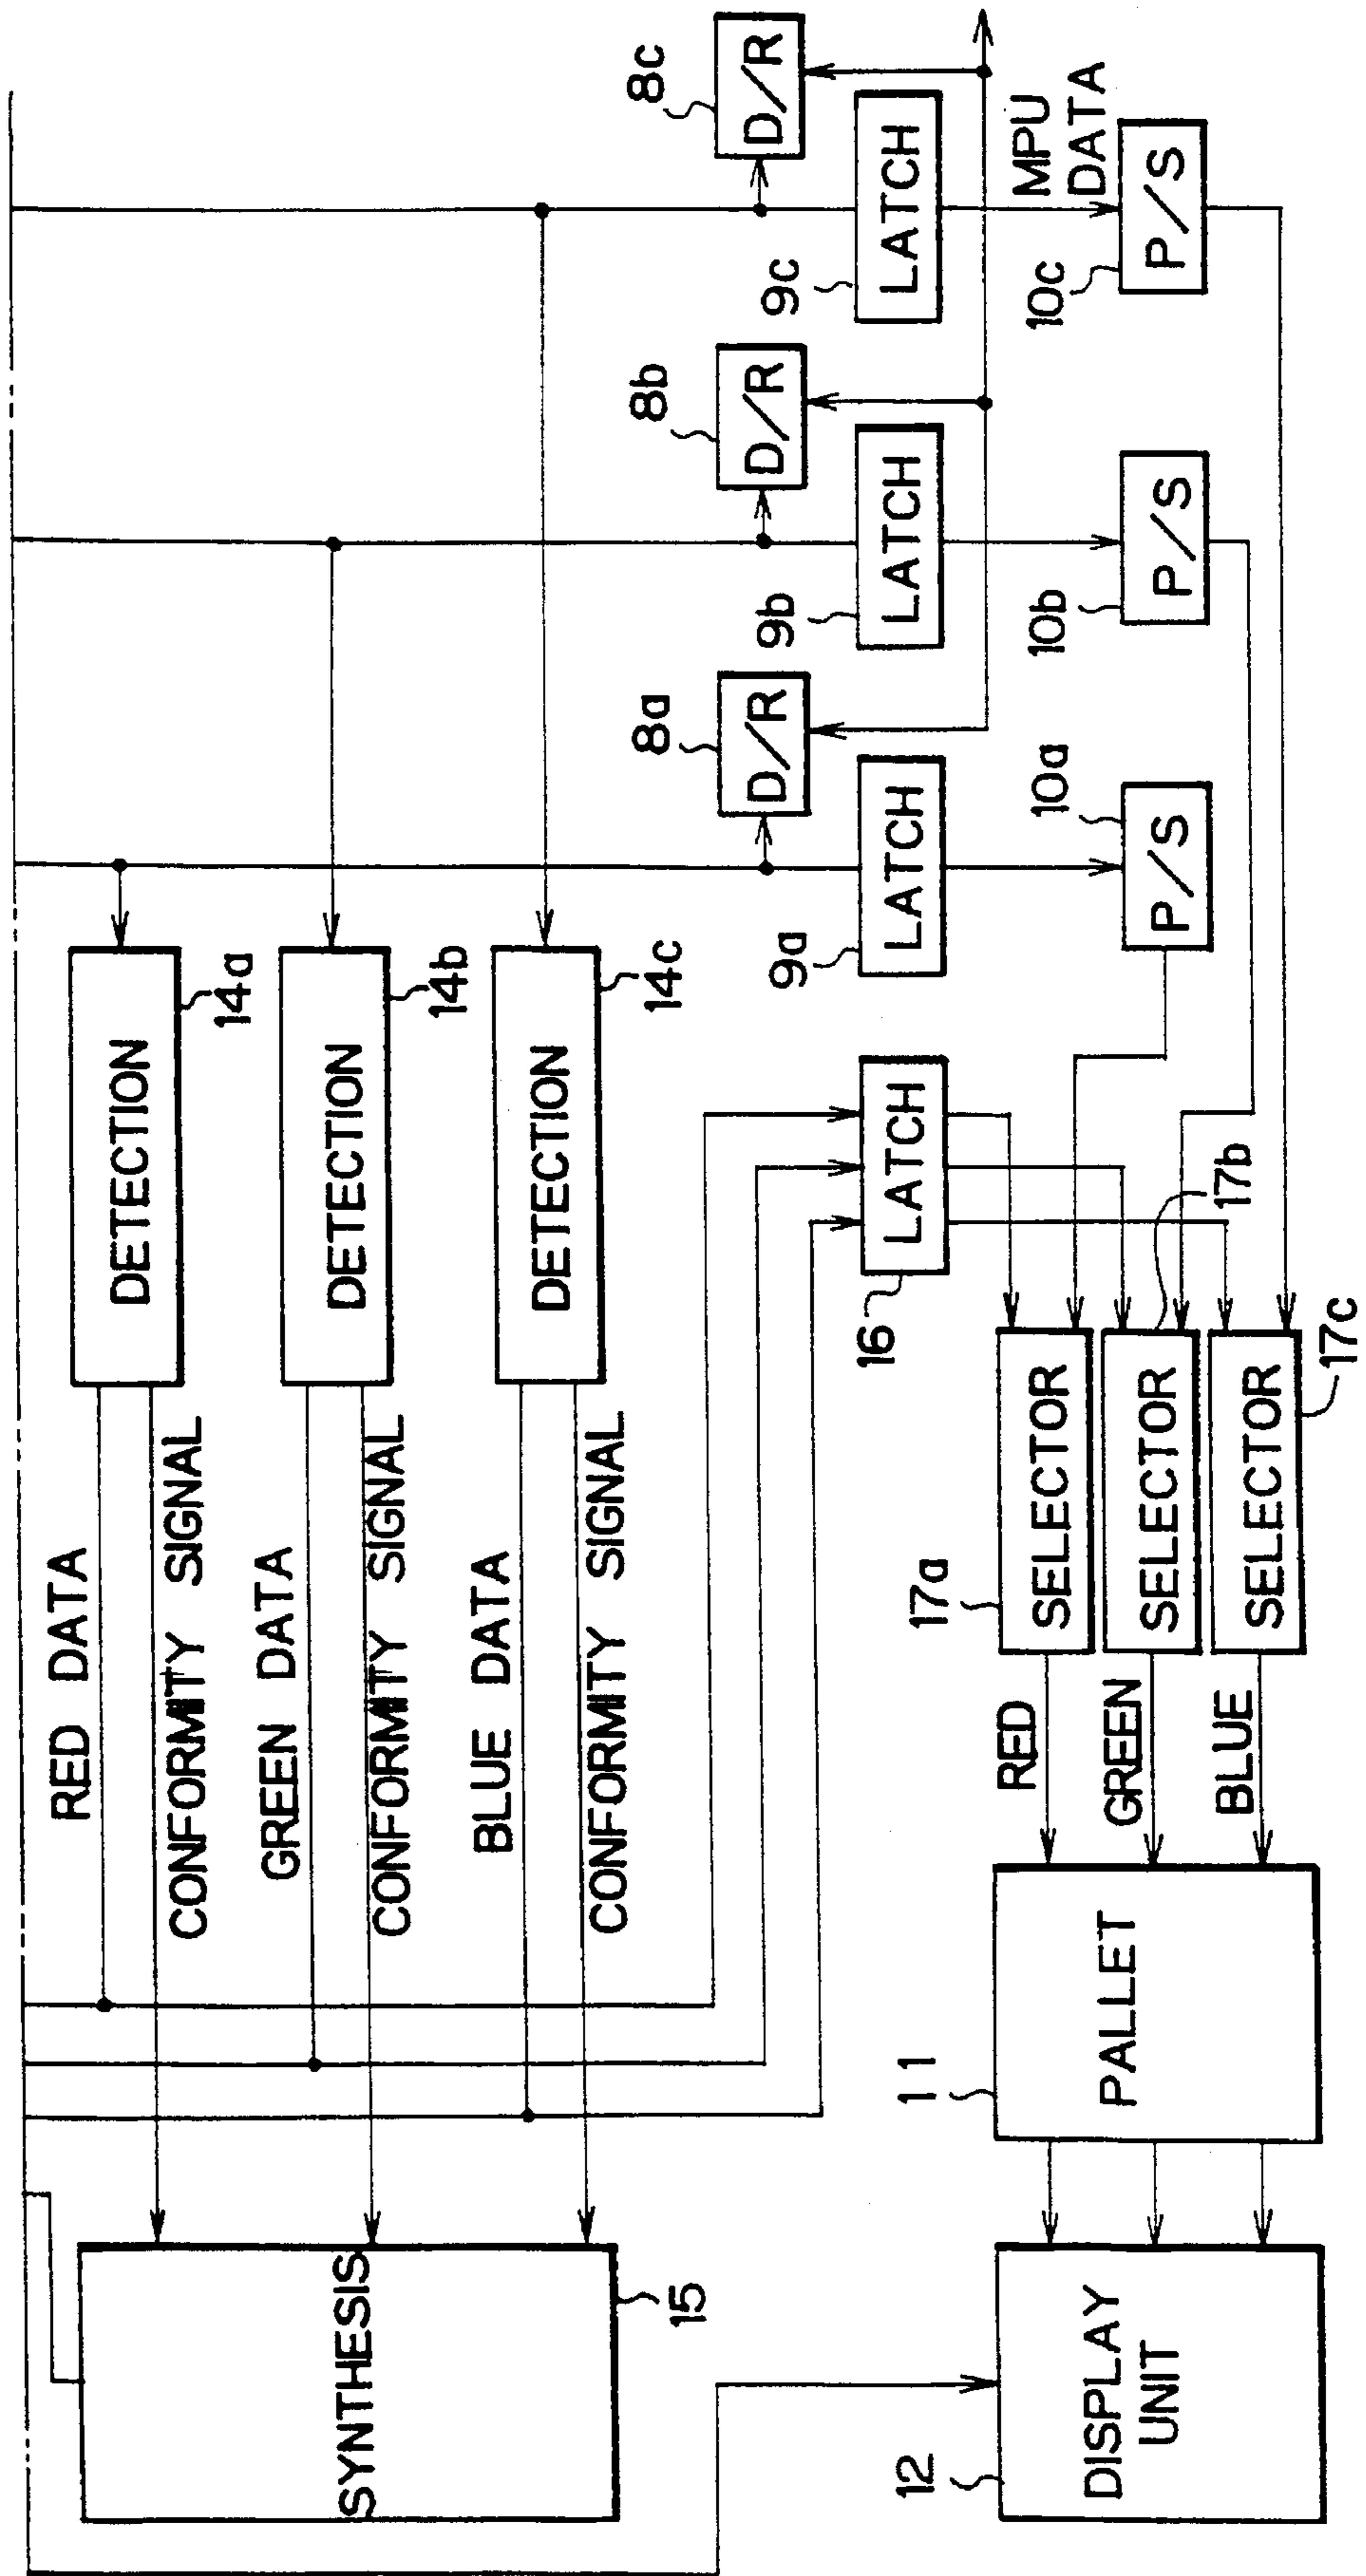 SYNTHESIS
15
RED DATA
CONFORMITY SIGNAL
GREEN DATA
CONFORMITY SIGNAL
BLUE DATA
CONFORMITY SIGNAL
DETECTION
14a
DETECTION
14b
DETECTION
14c
8a
D/R
8b
D/R
8c
D/R
16
LATCH
9a
LATCH
9b
LATCH
9c
LATCH
MPU
DATA
12
DISPLAY
UNIT
11
PALLET
RED
GREEN
BLUE
17a
SELECTOR
17b
SELECTOR
17c
SELECTOR
10a
P/S
10b
P/S
10c
P/S